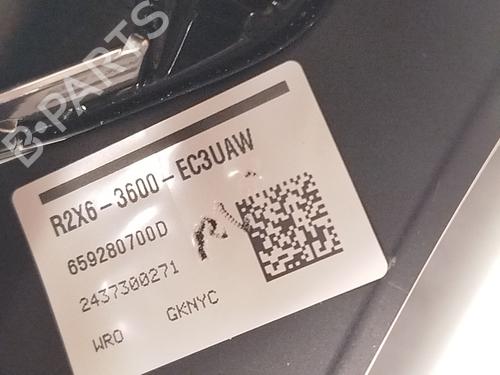 B-PARTS
R2X6-3600-EC3UAW
659280700D
2437300271
WRO GKNYC